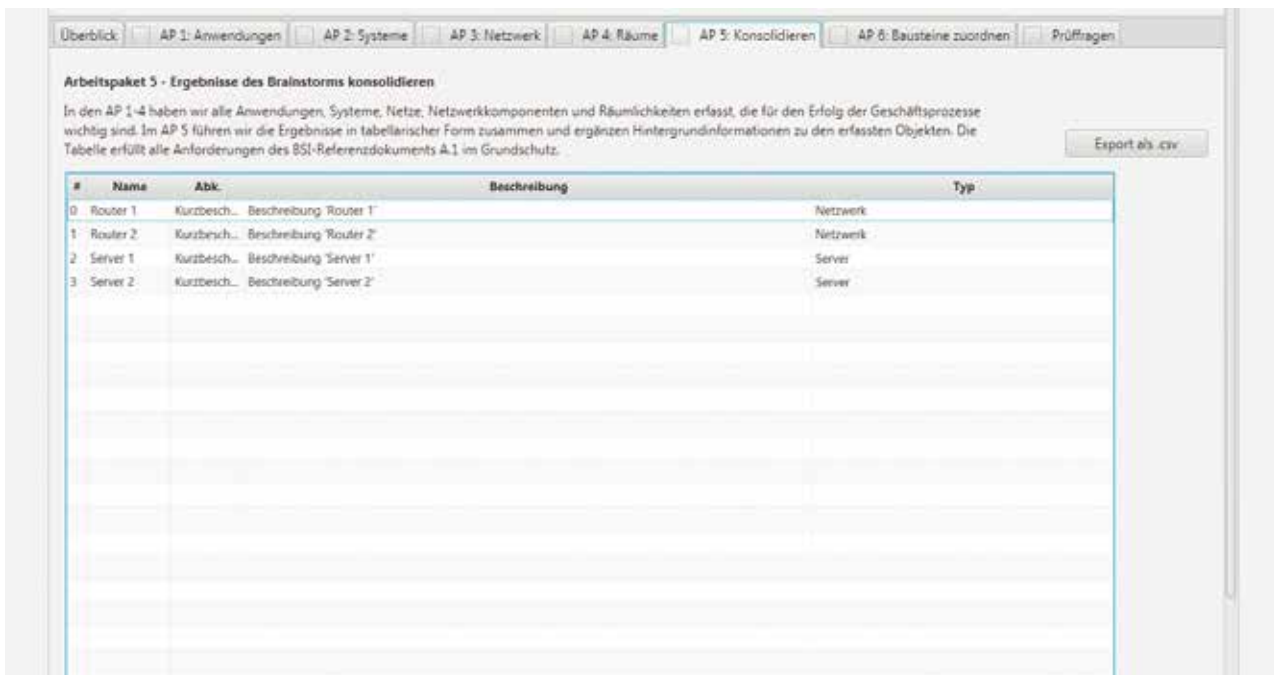 Überblick AP 1: Anwendungen AP 2: Systeme AP 3: Netzwerk AP 4: Räume AP 5: Konsolidieren AP 6: Bausteine zuordnen Prüffragen
Arbeitspaket 5 - Ergebnisse des Brainstorms konsolidieren
In den AP 1-4 haben wir alle Anwendungen, Systeme, Netze, Netzwerkkomponenten und Räumlichkeiten erfasst, die für den Erfolg der Geschäftsprozesse
wichtig sind. Im AP 5 führen wir die Ergebnisse in tabellarischer Form zusammen und ergänzen Hintergrundinformationen zu den erfassten Objekten. Die
Tabelle erfüllt alle Anforderungen des BSI-Referenzdokuments A.1 im Grundschutz.
Export als .csv
# Name Abk. Beschreibung Typ
0 Router 1 Kurzbesch... Beschreibung 'Router 1' Netzwerk
1 Router 2 Kurzbesch... Beschreibung 'Router 2' Netzwerk
2 Server 1 Kurzbesch... Beschreibung 'Server 1' Server
3 Server 2 Kurzbesch... Beschreibung 'Server 2' Server